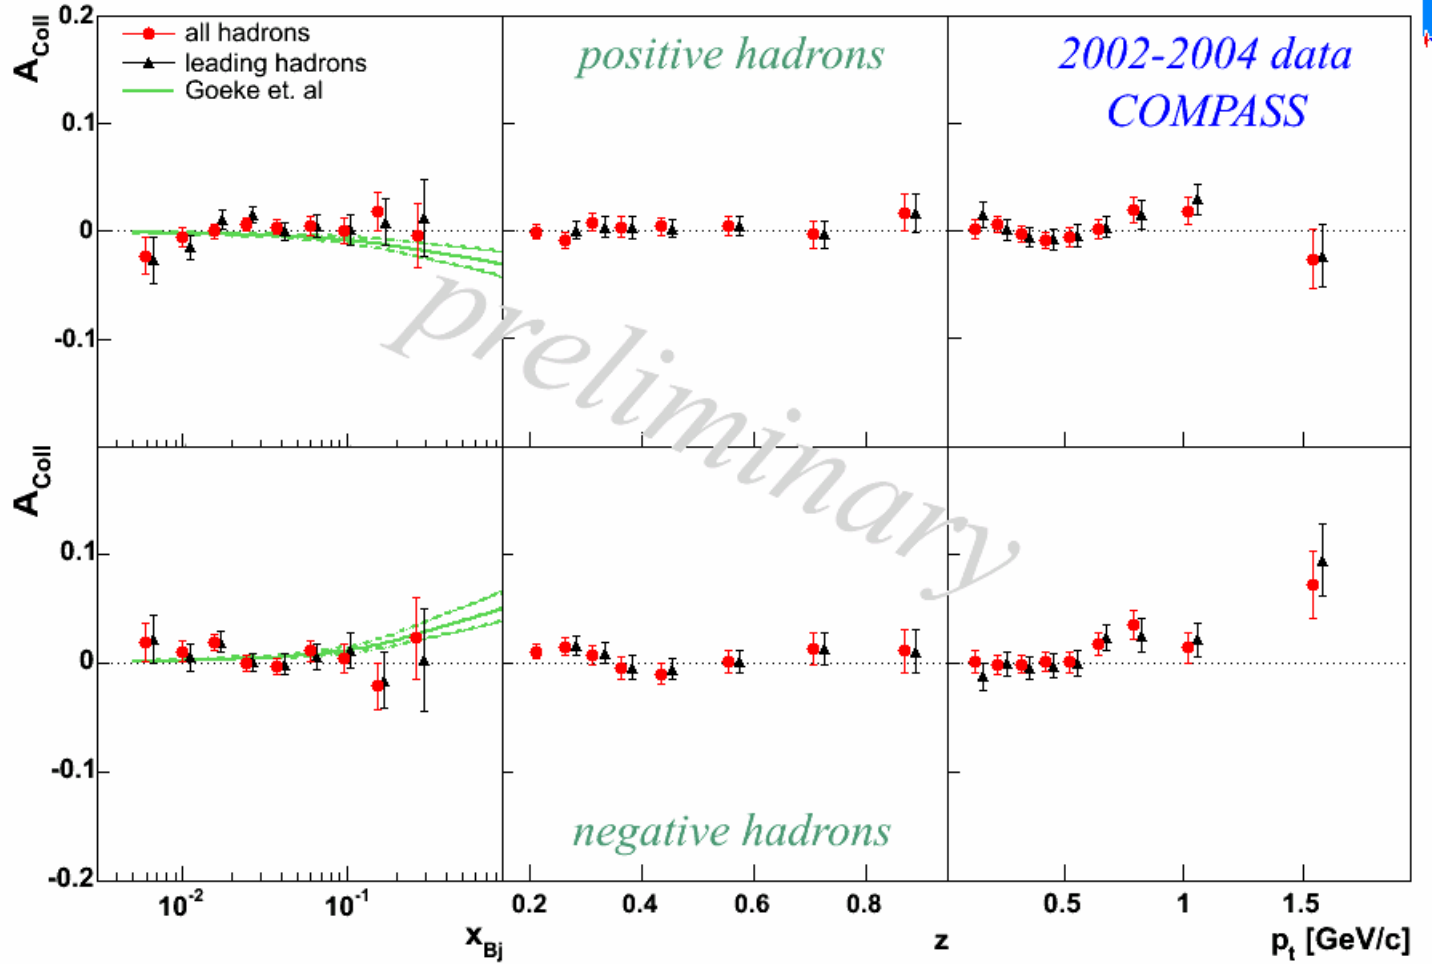 A_Coll
0.2
0.1
0
-0.1
all hadrons
leading hadrons
Goeke et. al
positive hadrons
2002-2004 data
COMPASS
preliminary
A_Coll
0.1
0
-0.1
-0.2
negative hadrons
10^-2 10^-1 0.2 0.4 0.6 0.8 0.5 1 1.5
x_Bj z p_t [GeV/c]